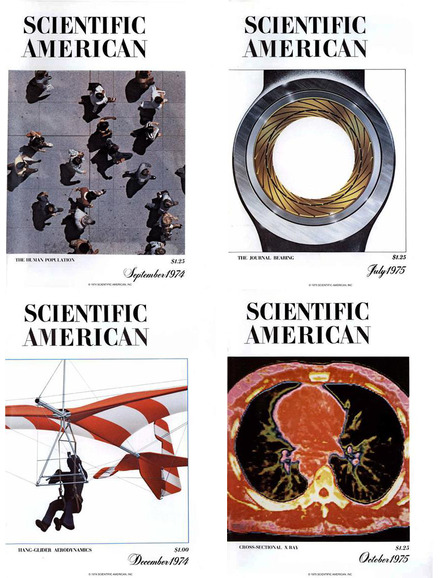 SCIENTIFIC
AMERICAN
THE HUMAN POPULATION
$1.25
September 1974
SCIENTIFIC
AMERICAN
THE JOURNAL BEARING
$1.25
July 1975
SCIENTIFIC
AMERICAN
HANG-GLIDER AERODYNAMICS
$1.00
December 1974
SCIENTIFIC
AMERICAN
CROSS-SECTIONAL X RAY
$1.25
October 1975